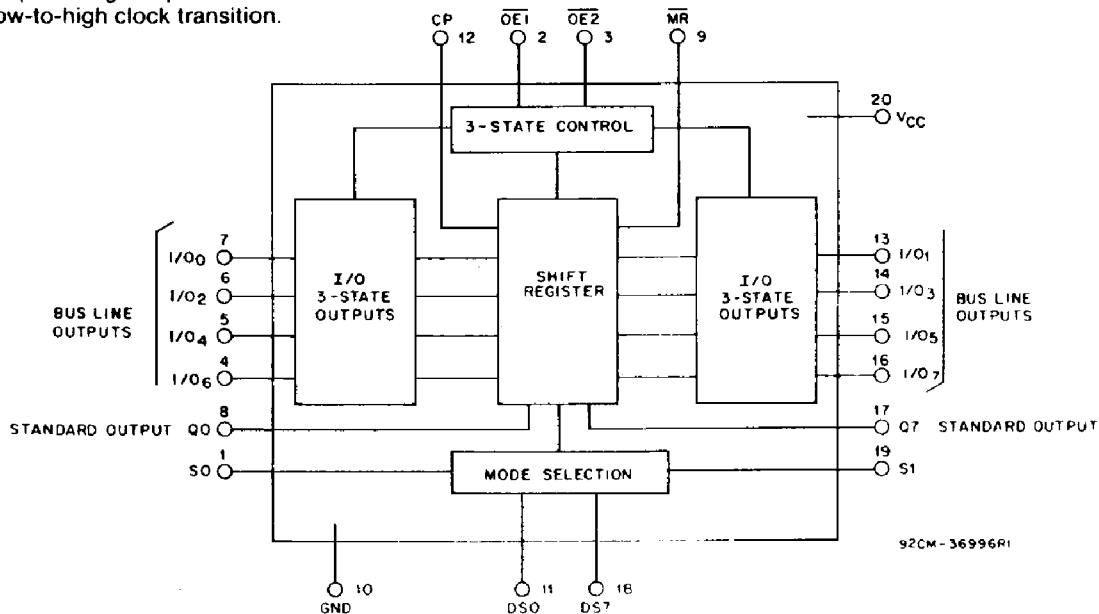 low-to-high clock transition.
CP 12
O̅E̅1̅ 2
O̅E̅2̅ 3
M̅R̅ 9
20 VCC
3-STATE CONTROL
I/O 3-STATE OUTPUTS
SHIFT REGISTER
I/O 3-STATE OUTPUTS
BUS LINE OUTPUTS
7 I/O0
6 I/O2
5 I/O4
4 I/O6
13 I/O1
14 I/O3
15 I/O5
16 I/O7
BUS LINE OUTPUTS
STANDARD OUTPUT Q0 8
17 Q7 STANDARD OUTPUT
S0 1
19 S1
MODE SELECTION
10 GND
11 DS0
18 DS7
92CM-36996R1